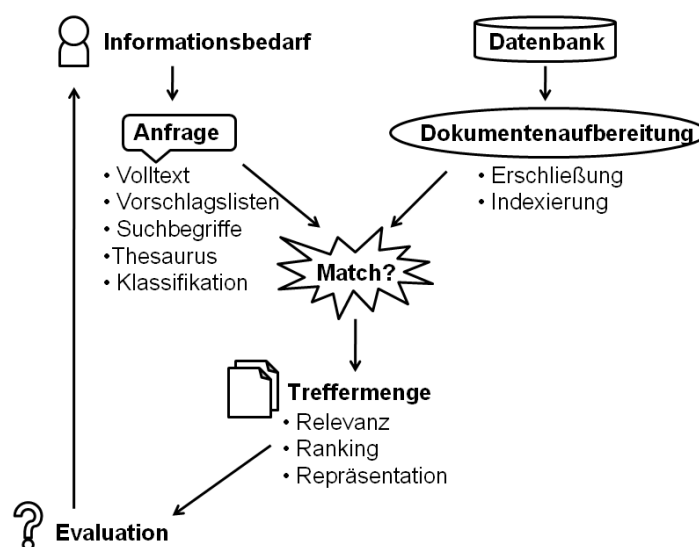 Informationsbedarf
Datenbank
Anfrage
Dokumentenaufbereitung
• Volltext
• Vorschlagslisten
• Suchbegriffe
•Thesaurus
• Klassifikation
• Erschließung
• Indexierung
Match?
Treffermenge
• Relevanz
• Ranking
• Repräsentation
? Evaluation